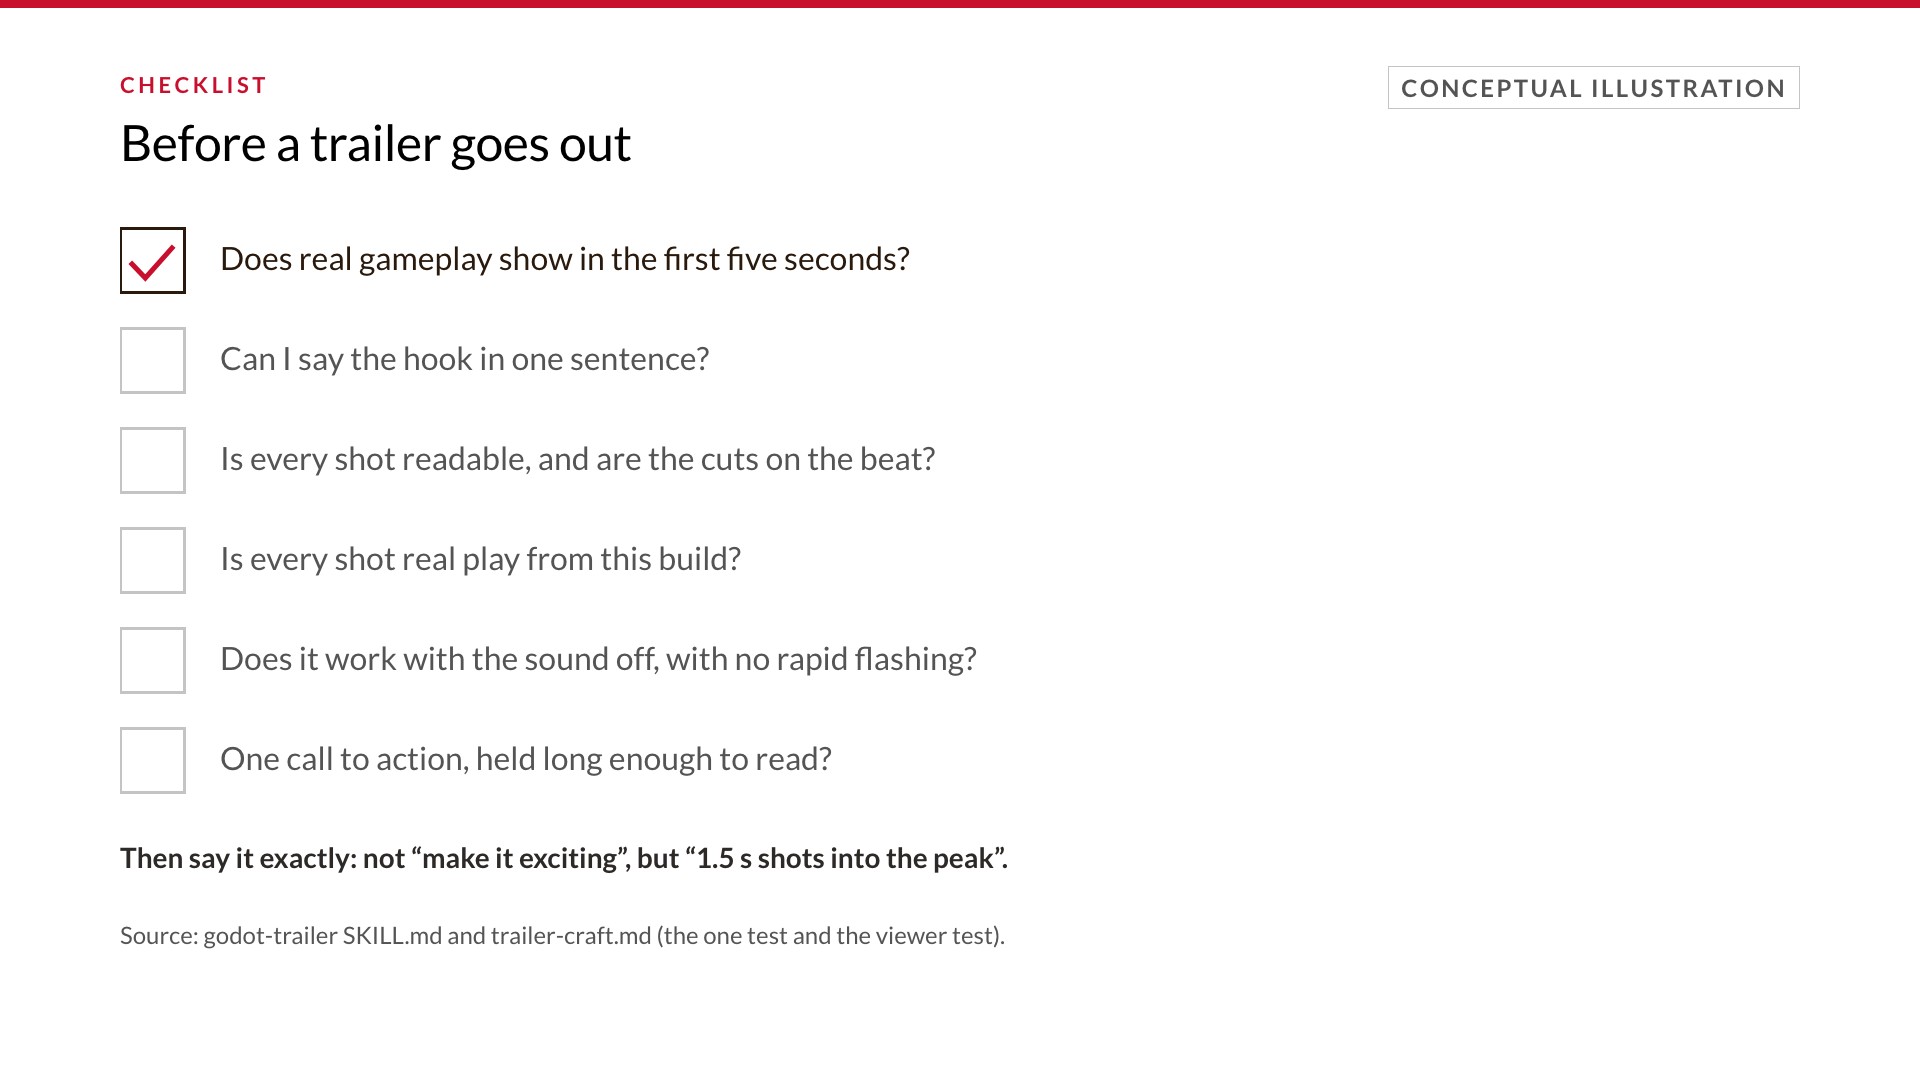 CHECKLIST
CONCEPTUAL ILLUSTRATION
Before a trailer goes out
Does real gameplay show in the first five seconds?
Can I say the hook in one sentence?
Is every shot readable, and are the cuts on the beat?
Is every shot real play from this build?
Does it work with the sound off, with no rapid flashing?
One call to action, held long enough to read?
Then say it exactly: not “make it exciting”, but “1.5 s shots into the peak”.
Source: godot-trailer SKILL.md and trailer-craft.md (the one test and the viewer test).